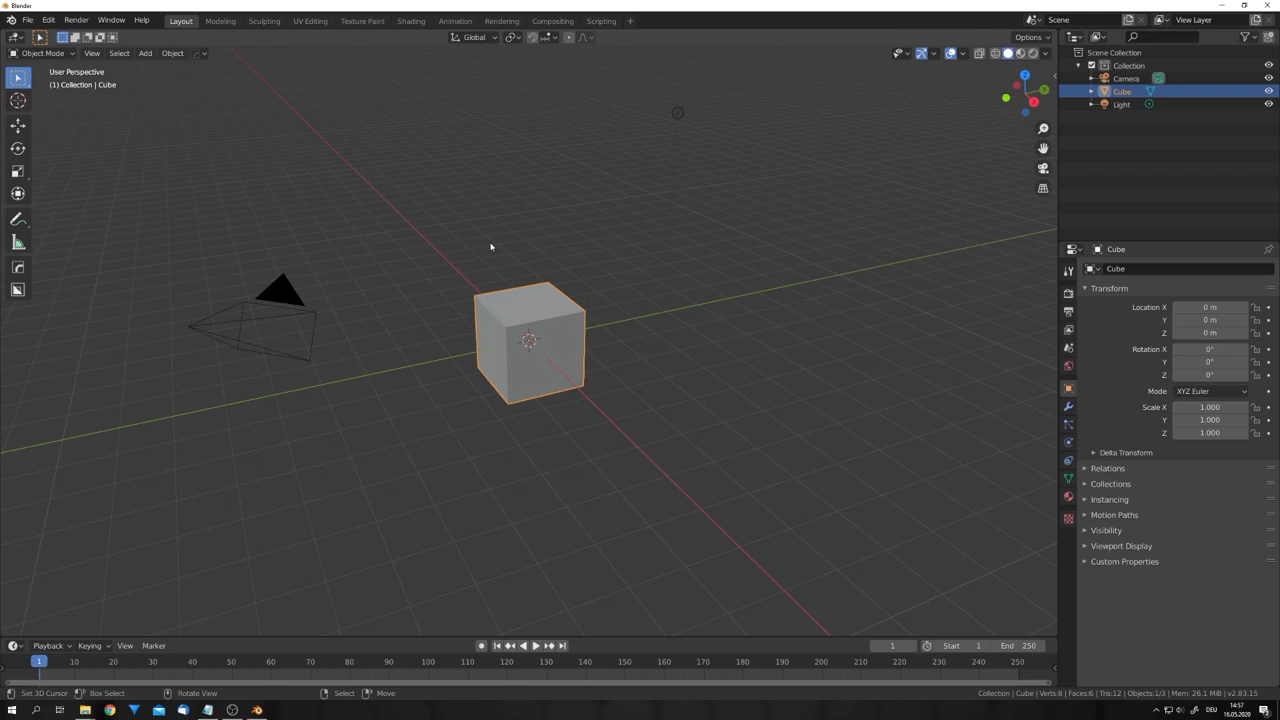 Blender
File Edit Render Window Help Layout Modeling Sculpting UV Editing Texture Paint Shading Animation Rendering Compositing Scripting + Scene View Layer
Global Options
Object Mode View Select Add Object
User Perspective
(1) Collection | Cube
Z
Y
X
Scene Collection
Collection
Camera
Cube
Light
Cube
Cube
Transform
Location X 0 m
Y 0 m
Z 0 m
Rotation X 0°
Y 0°
Z 0°
Mode XYZ Euler
Scale X 1.000
Y 1.000
Z 1.000
Delta Transform
Relations
Collections
Instancing
Motion Paths
Visibility
Viewport Display
Custom Properties
Playback Keying View Marker 1 Start 1 End 250
1 10 20 30 40 50 60 70 80 90 100 110 120 130 140 150 160 170 180 190 200 210 220 230 240 250
Set 3D Cursor Box Select Rotate View Select Move Collection | Cube | Verts:8 | Faces:6 | Tris:12 | Objects:1/3 | Mem: 26.1 MiB | v2.83.15
DEU 14:57
16.05.2020